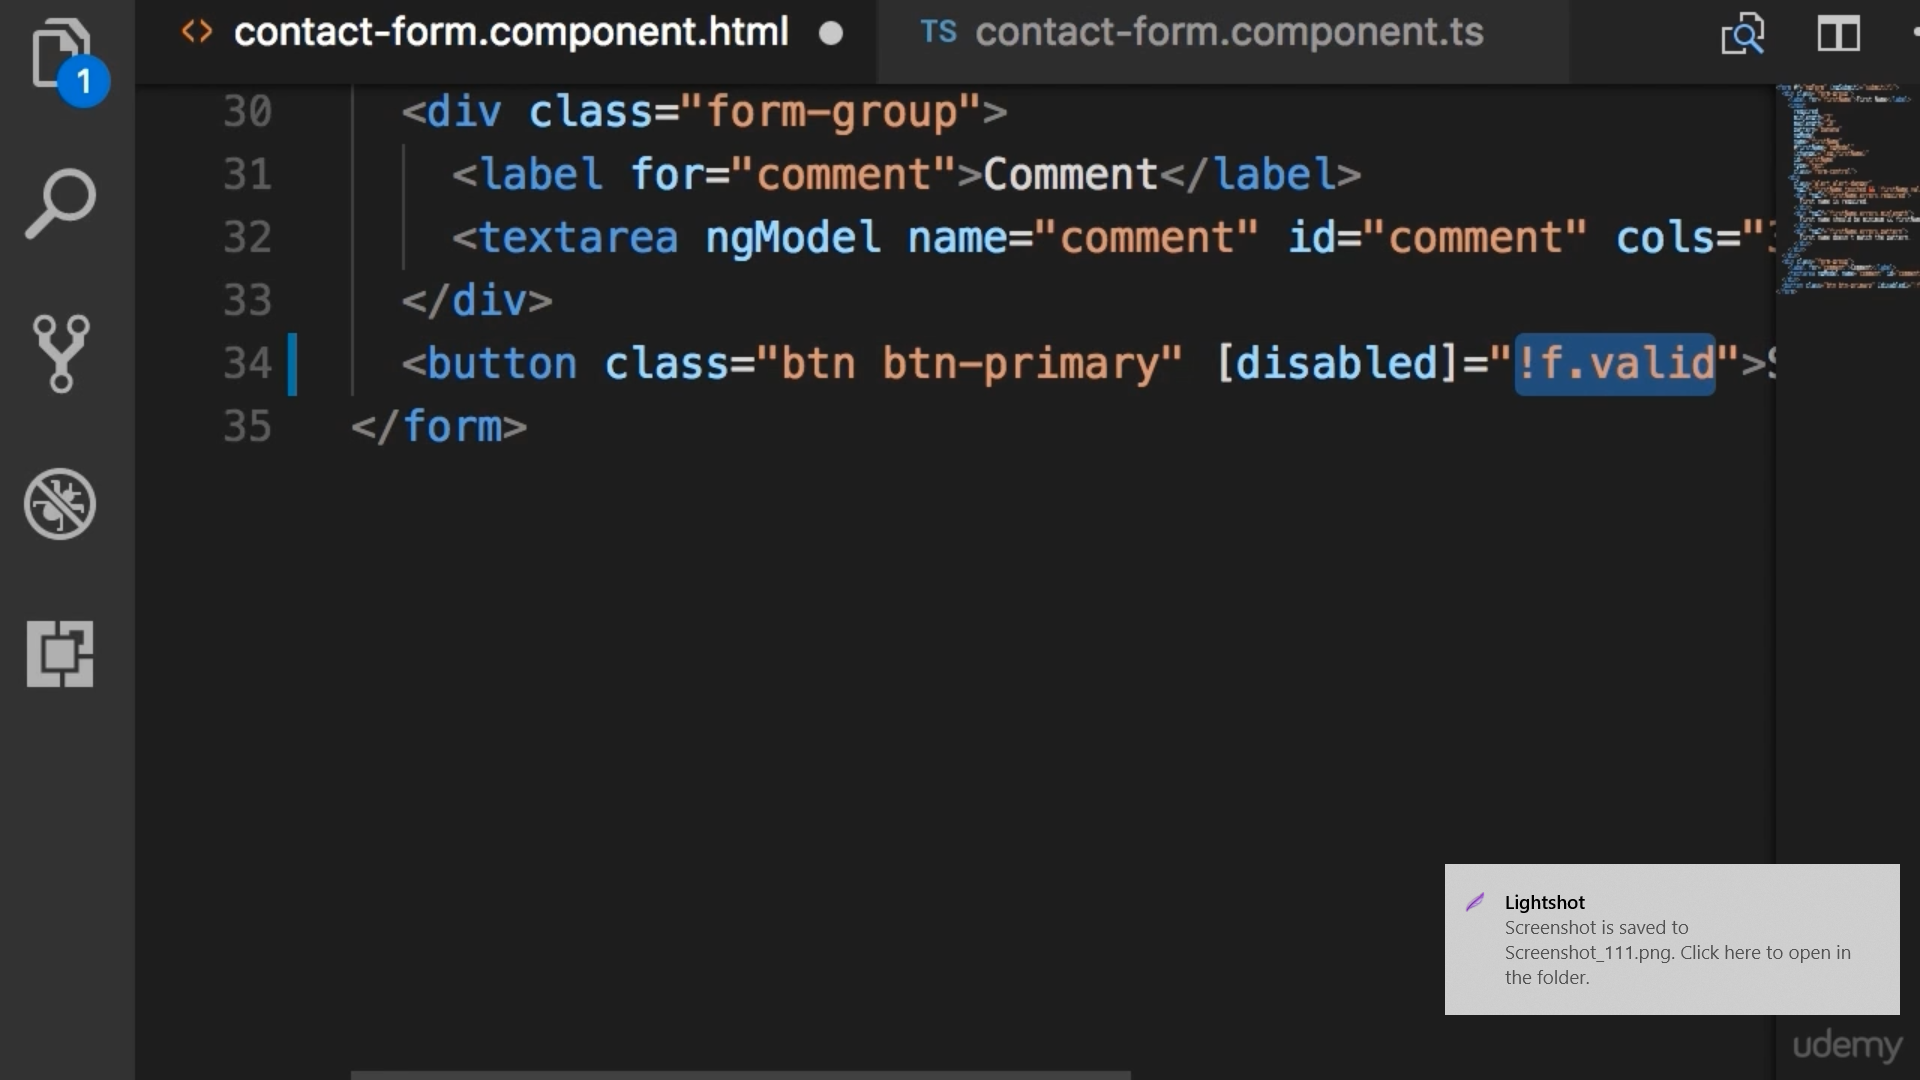 1
<> contact-form.component.html
TS contact-form.component.ts
30 <div class="form-group">
31 <label for="comment">Comment</label>
32 <textarea ngModel name="comment" id="comment" cols="3
33 </div>
34 <button class="btn btn-primary" [disabled]="!f.valid">S
35 </form>
Lightshot
Screenshot is saved to
Screenshot_111.png. Click here to open in
the folder.
udemy